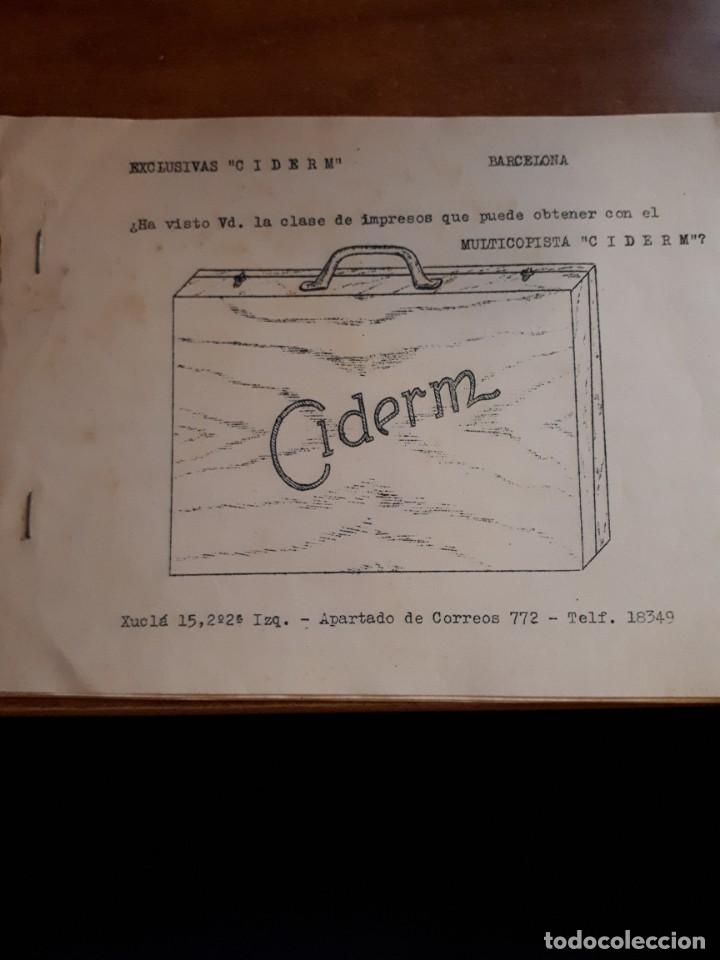 EXCLUSIVAS "C I D E R M" BARCELONA
¿Ha visto Vd. la clase de impresos que puede obtener con el
MULTICOPISTA "C I D E R M"?
Ciderm
Xuclá 15,2º2ª Izq. - Apartado de Correos 772 - Telf. 18349
todocoleccion